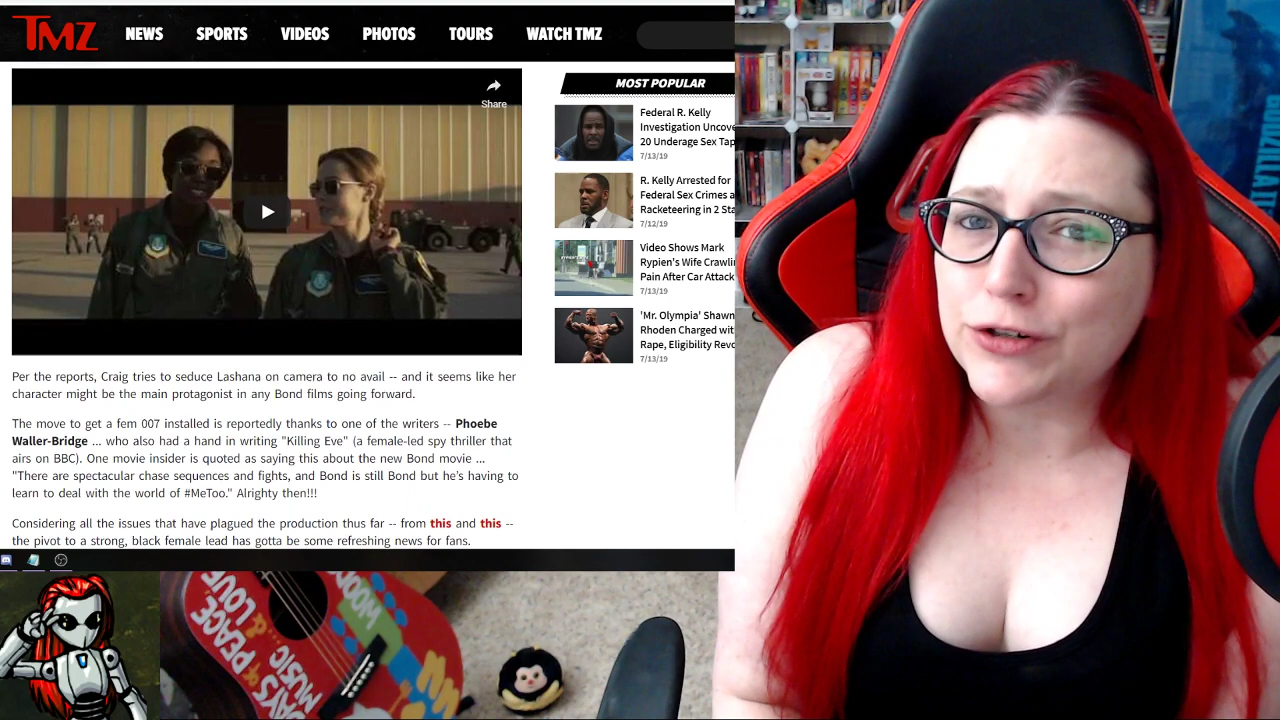 TMZ
NEWS
SPORTS
VIDEOS
PHOTOS
TOURS
WATCH TMZ
Share
MOST POPULAR
Federal R. Kelly
Investigation Uncove
20 Underage Sex Tap
7/13/19
R. Kelly Arrested for
Federal Sex Crimes a
Racketeering in 2 Sta
7/12/19
Video Shows Mark
Rypien's Wife Crawli
Pain After Car Attack
7/13/19
'Mr. Olympia' Shawn
Rhoden Charged wit
Rape, Eligibility Revo
7/13/19
Per the reports, Craig tries to seduce Lashana on camera to no avail -- and it seems like her
character might be the main protagonist in any Bond films going forward.
The move to get a fem 007 installed is reportedly thanks to one of the writers -- Phoebe
Waller-Bridge ... who also had a hand in writing "Killing Eve" (a female-led spy thriller that
airs on BBC). One movie insider is quoted as saying this about the new Bond movie ...
"There are spectacular chase sequences and fights, and Bond is still Bond but he's having to
learn to deal with the world of #MeToo." Alrighty then!!!
Considering all the issues that have plagued the production thus far -- from this and this --
the pivot to a strong, black female lead has gotta be some refreshing news for fans.
DAYS OF PEACE
& LOVE
MUSIC
WOOD